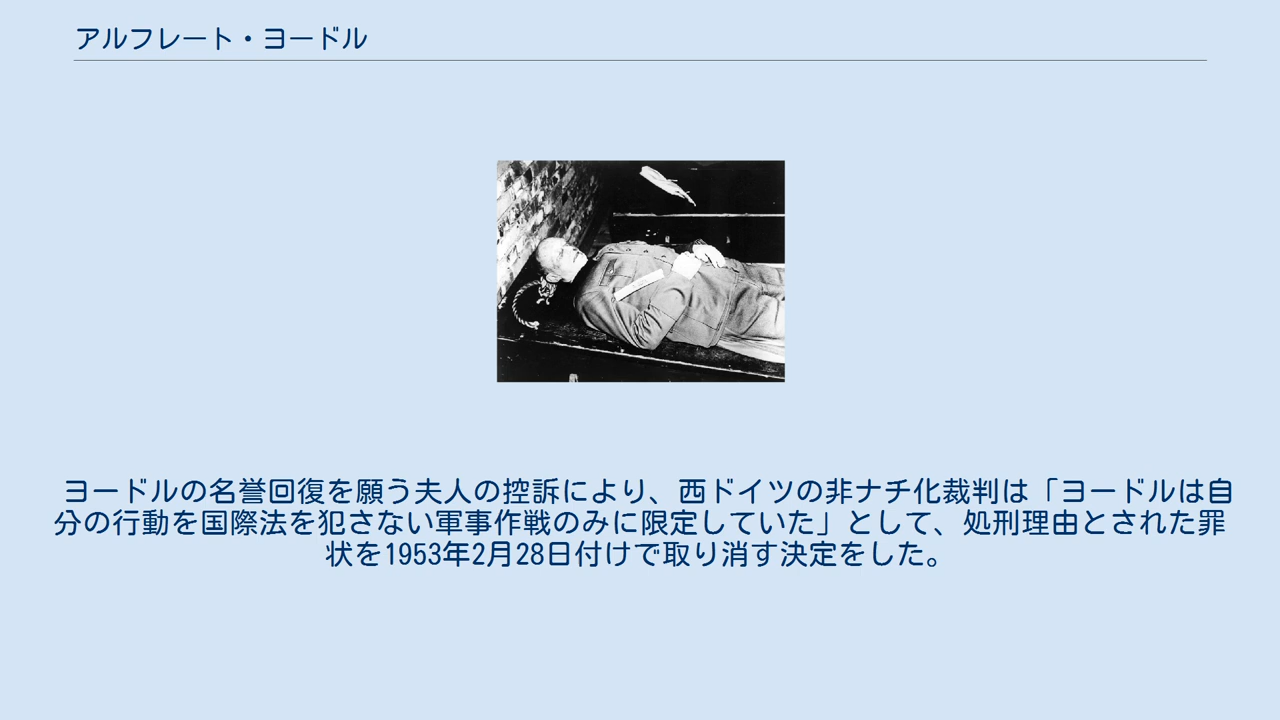 アルフレート・ヨードル
ヨードルの名誉回復を願う夫人の控訴により、西ドイツの非ナチ化裁判は「ヨードルは自
分の行動を国際法を犯さない軍事作戦のみに限定していた」として、処刑理由とされた罪
状を1953年2月28日付けで取り消す決定をした。